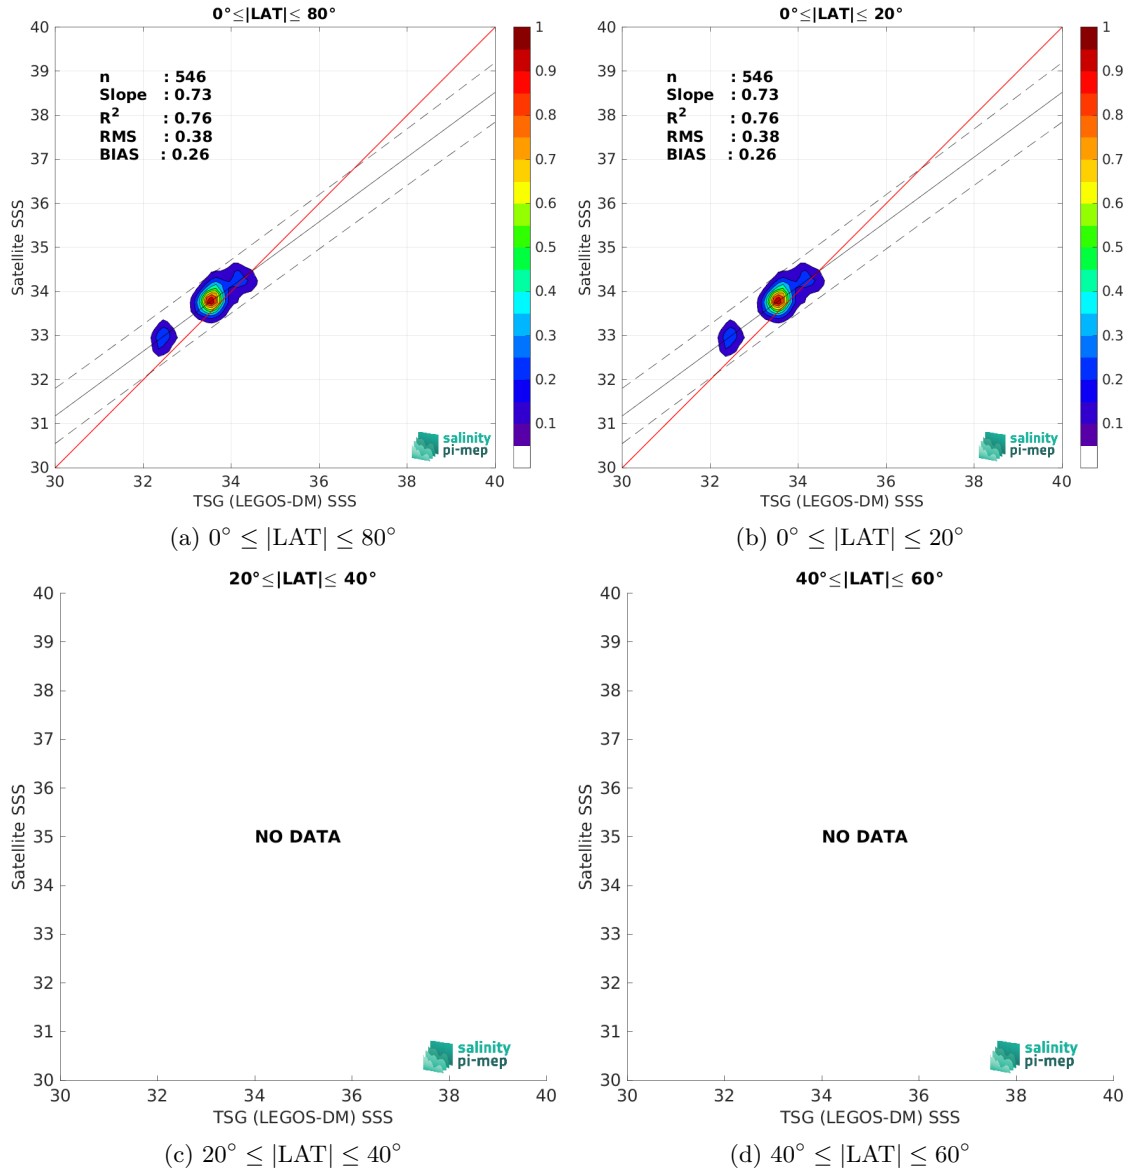 0°≤|LAT|≤ 80°
40
39
38
37
36
35
34
33
32
31
30
n : 546
Slope : 0.73
R² : 0.76
RMS : 0.38
BIAS : 0.26
Satellite SSS
salinity
pi-mep
30 32 34 36 38 40
TSG (LEGOS-DM) SSS
1
0.9
0.8
0.7
0.6
0.5
0.4
0.3
0.2
0.1
(a) 0° ≤ |LAT| ≤ 80°
0°≤|LAT|≤ 20°
40
39
38
37
36
35
34
33
32
31
30
n : 546
Slope : 0.73
R² : 0.76
RMS : 0.38
BIAS : 0.26
Satellite SSS
salinity
pi-mep
30 32 34 36 38 40
TSG (LEGOS-DM) SSS
1
0.9
0.8
0.7
0.6
0.5
0.4
0.3
0.2
0.1
(b) 0° ≤ |LAT| ≤ 20°
20°≤|LAT|≤ 40°
40
39
38
37
36
35
34
33
32
31
30
Satellite SSS
NO DATA
salinity
pi-mep
30 32 34 36 38 40
TSG (LEGOS-DM) SSS
(c) 20° ≤ |LAT| ≤ 40°
40°≤|LAT|≤ 60°
40
39
38
37
36
35
34
33
32
31
30
Satellite SSS
NO DATA
salinity
pi-mep
30 32 34 36 38 40
TSG (LEGOS-DM) SSS
(d) 40° ≤ |LAT| ≤ 60°